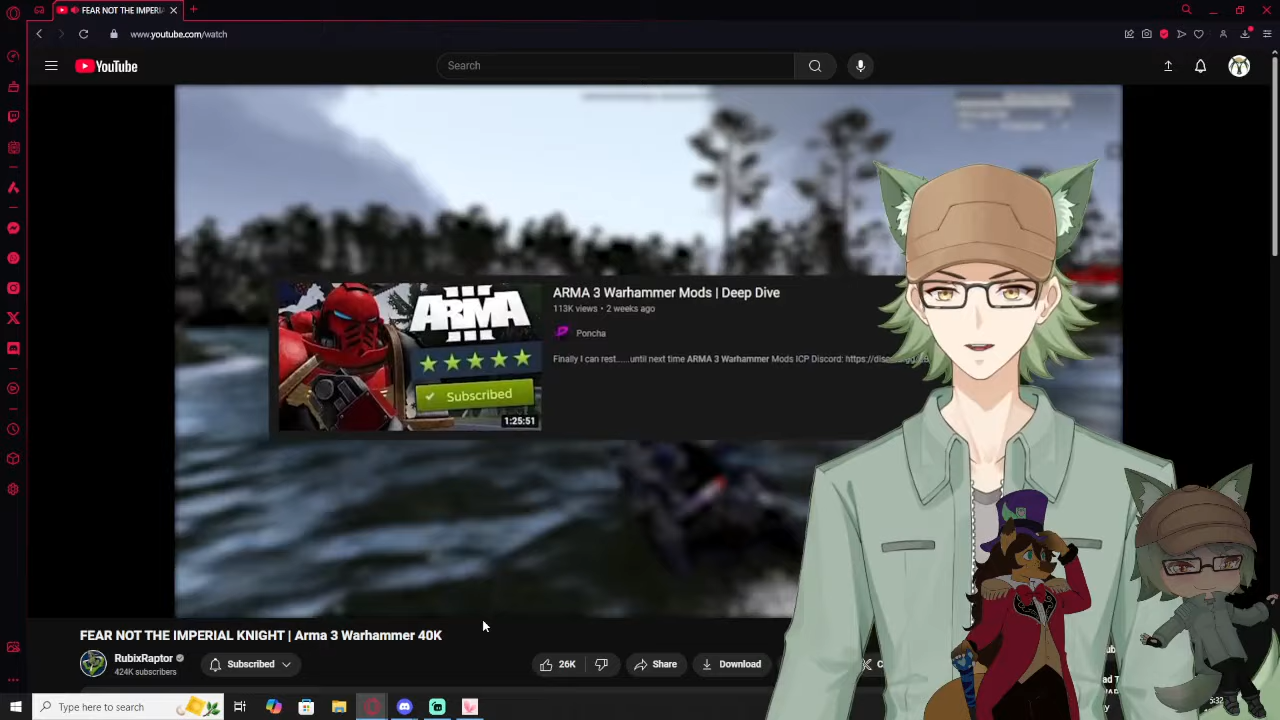 FEAR NOT THE IMPERIA
www.youtube.com/watch
YouTube
Search
ARMA
III
Subscribed
1:25:51
ARMA 3 Warhammer Mods | Deep Dive
113K views • 2 weeks ago
Poncha
Finally I can rest......until next time ARMA 3 Warhammer Mods ICP Discord:
FEAR NOT THE IMPERIAL KNIGHT | Arma 3 Warhammer 40K
RubixRaptor
424K subscribers
Subscribed
26K
Share
Download
Type here to search